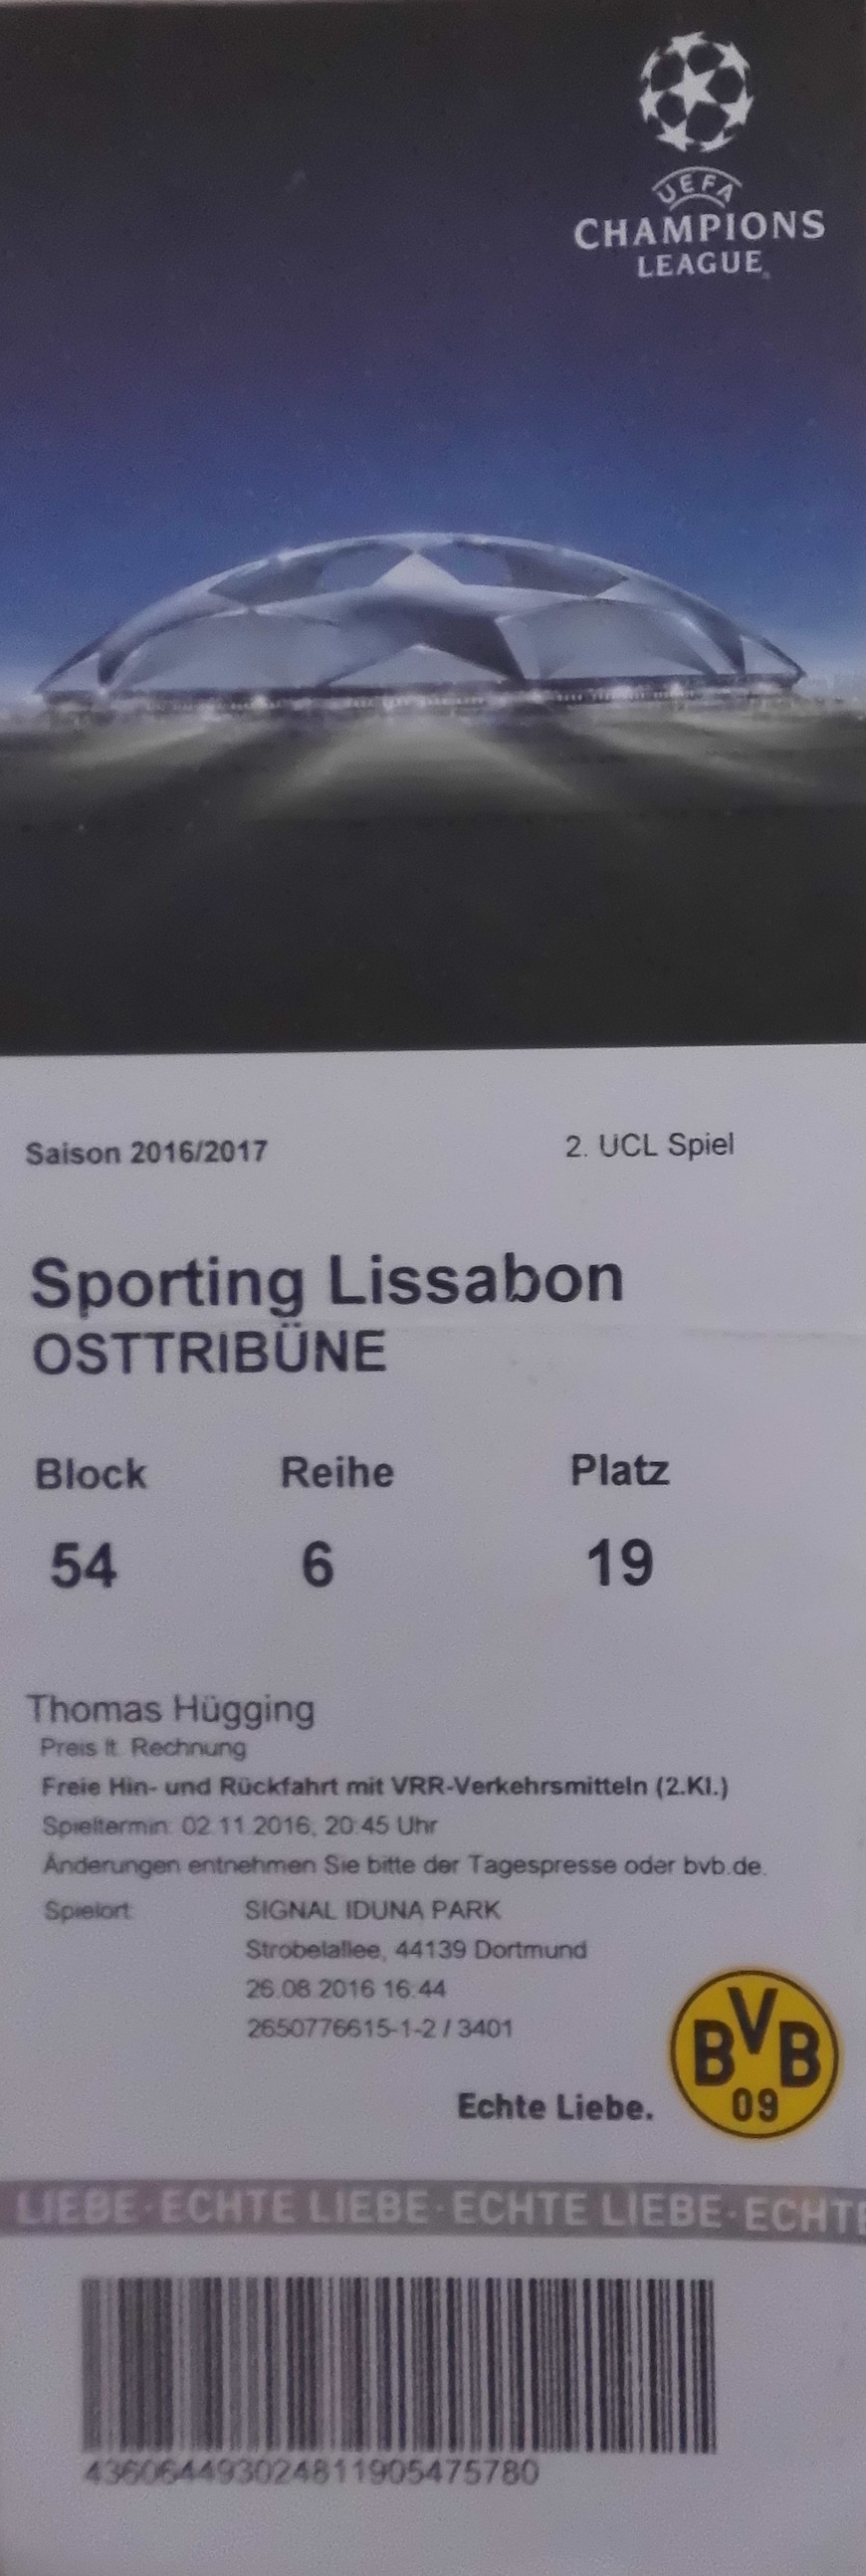 UEFA
CHAMPIONS
LEAGUE
Saison 2016/2017 2. UCL Spiel
Sporting Lissabon
OSTTRIBÜNE
Block Reihe Platz
54 6 19
Thomas Hügging
Preis lt. Rechnung
Freie Hin- und Rückfahrt mit VRR-Verkehrsmitteln (2.Kl.)
Spieltermin: 02.11.2016, 20:45 Uhr
Änderungen entnehmen Sie bitte der Tagespresse oder bvb.de.
Spielort SIGNAL IDUNA PARK
Strobelallee, 44139 Dortmund
26.08.2016 16:44
2650776615-1-2 / 3401
BVB
09
Echte Liebe.
LIEBE·ECHTE LIEBE·ECHTE LIEBE·ECHTE
436064493024811905475780